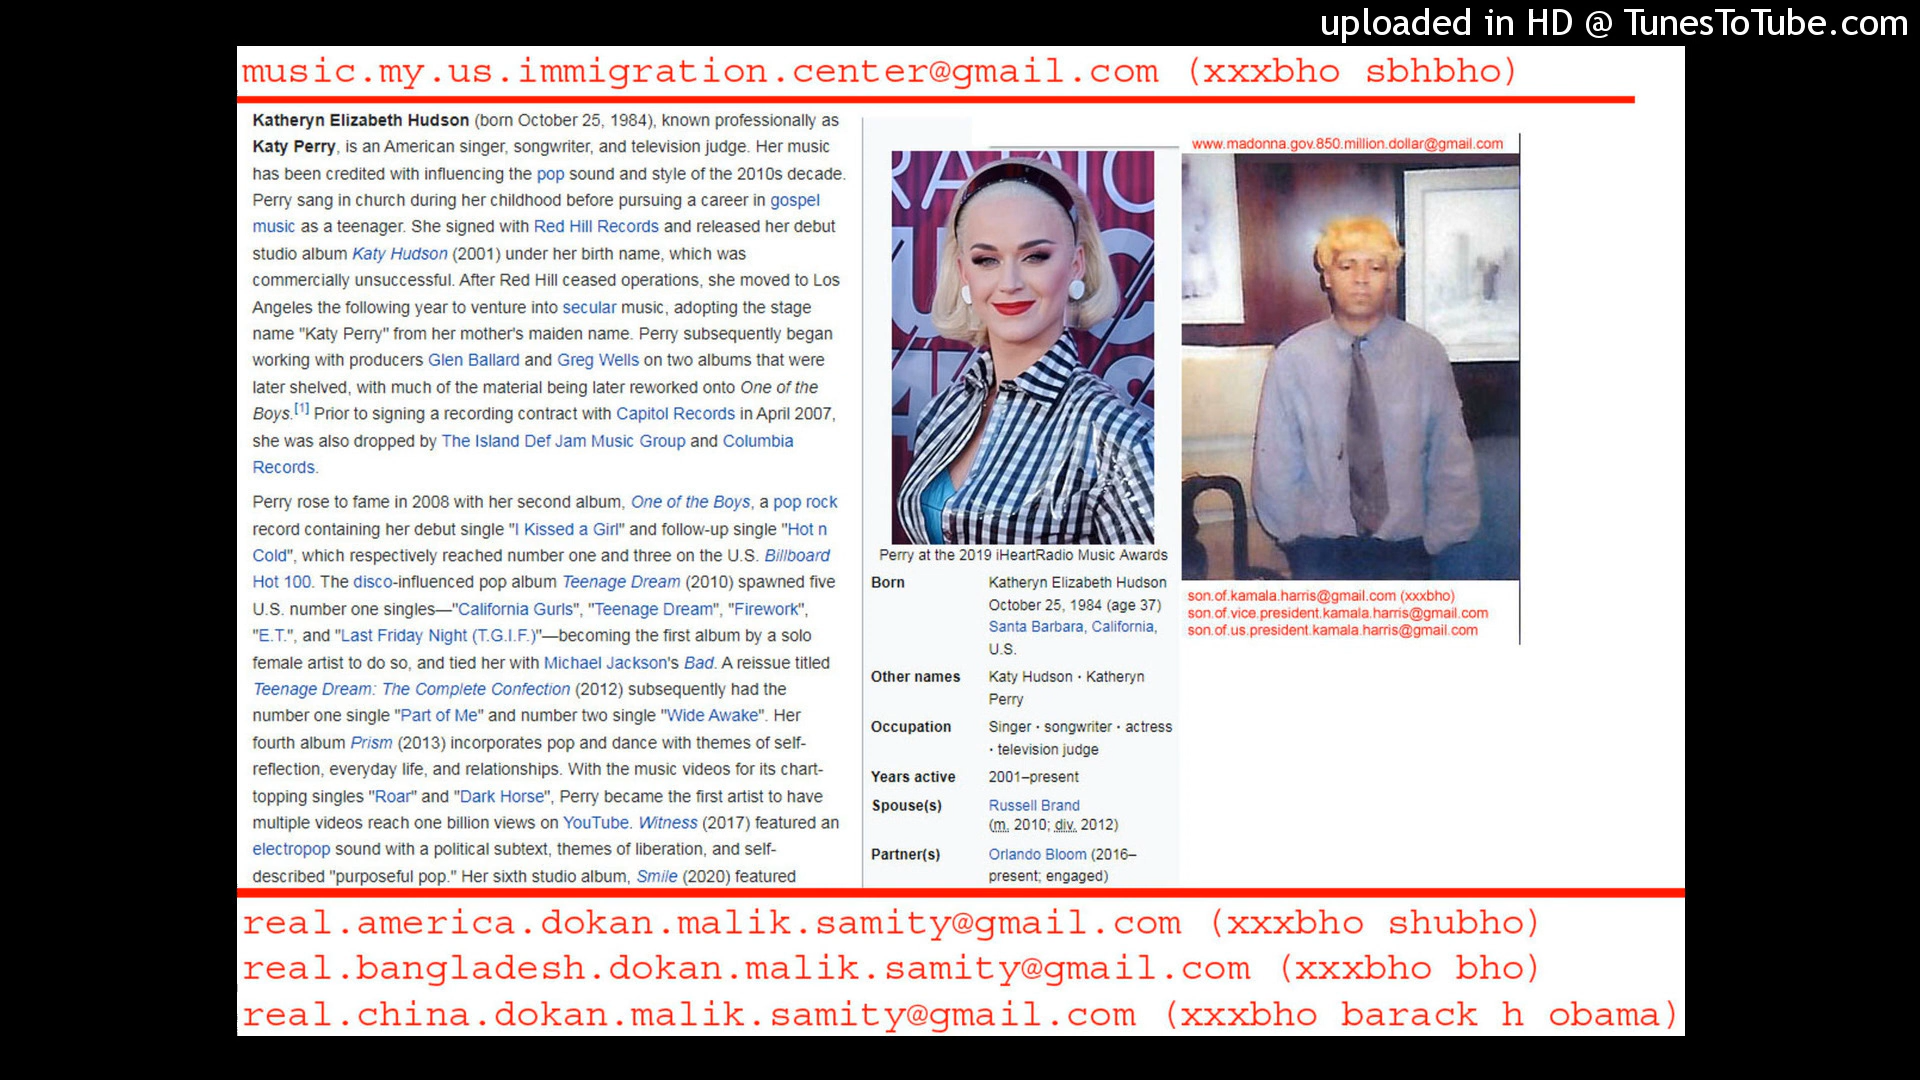 uploaded in HD @ TunesToTube.com
music.my.us.immigration.center@gmail.com (xxxbho sbhbho)
Katheryn Elizabeth Hudson (born October 25, 1984), known professionally as
Katy Perry, is an American singer, songwriter, and television judge. Her music
has been credited with influencing the pop sound and style of the 2010s decade.
Perry sang in church during her childhood before pursuing a career in gospel
music as a teenager. She signed with Red Hill Records and released her debut
studio album Katy Hudson (2001) under her birth name, which was
commercially unsuccessful. After Red Hill ceased operations, she moved to Los
Angeles the following year to venture into secular music, adopting the stage
name "Katy Perry" from her mother's maiden name. Perry subsequently began
working with producers Glen Ballard and Greg Wells on two albums that were
later shelved, with much of the material being later reworked onto One of the
Boys.[1] Prior to signing a recording contract with Capitol Records in April 2007,
she was also dropped by The Island Def Jam Music Group and Columbia
Records.
Perry rose to fame in 2008 with her second album, One of the Boys, a pop rock
record containing her debut single "I Kissed a Girl" and follow-up single "Hot n
Cold", which respectively reached number one and three on the U.S. Billboard
Hot 100. The disco-influenced pop album Teenage Dream (2010) spawned five
U.S. number one singles—"California Gurls", "Teenage Dream", "Firework",
"E.T.", and "Last Friday Night (T.G.I.F.)"—becoming the first album by a solo
female artist to do so, and tied her with Michael Jackson's Bad. A reissue titled
Teenage Dream: The Complete Confection (2012) subsequently had the
number one single "Part of Me" and number two single "Wide Awake". Her
fourth album Prism (2013) incorporates pop and dance with themes of self-
reflection, everyday life, and relationships. With the music videos for its chart-
topping singles "Roar" and "Dark Horse", Perry became the first artist to have
multiple videos reach one billion views on YouTube. Witness (2017) featured an
electropop sound with a political subtext, themes of liberation, and self-
described "purposeful pop." Her sixth studio album, Smile (2020) featured
Perry at the 2019 iHeartRadio Music Awards
Born Katheryn Elizabeth Hudson
October 25, 1984 (age 37)
Santa Barbara, California,
U.S.
Other names Katy Hudson · Katheryn
Perry
Occupation Singer · songwriter · actress
· television judge
Years active 2001–present
Spouse(s) Russell Brand
(m. 2010; div. 2012)
Partner(s) Orlando Bloom (2016–
present; engaged)
www.madonna.gov.850.million.dollar@gmail.com
son.of.kamala.harris@gmail.com (xxxbho)
son.of.vice.president.kamala.harris@gmail.com
son.of.us.president.kamala.harris@gmail.com
real.america.dokan.malik.samity@gmail.com (xxxbho shubho)
real.bangladesh.dokan.malik.samity@gmail.com (xxxbho bho)
real.china.dokan.malik.samity@gmail.com (xxxbho barack h obama)